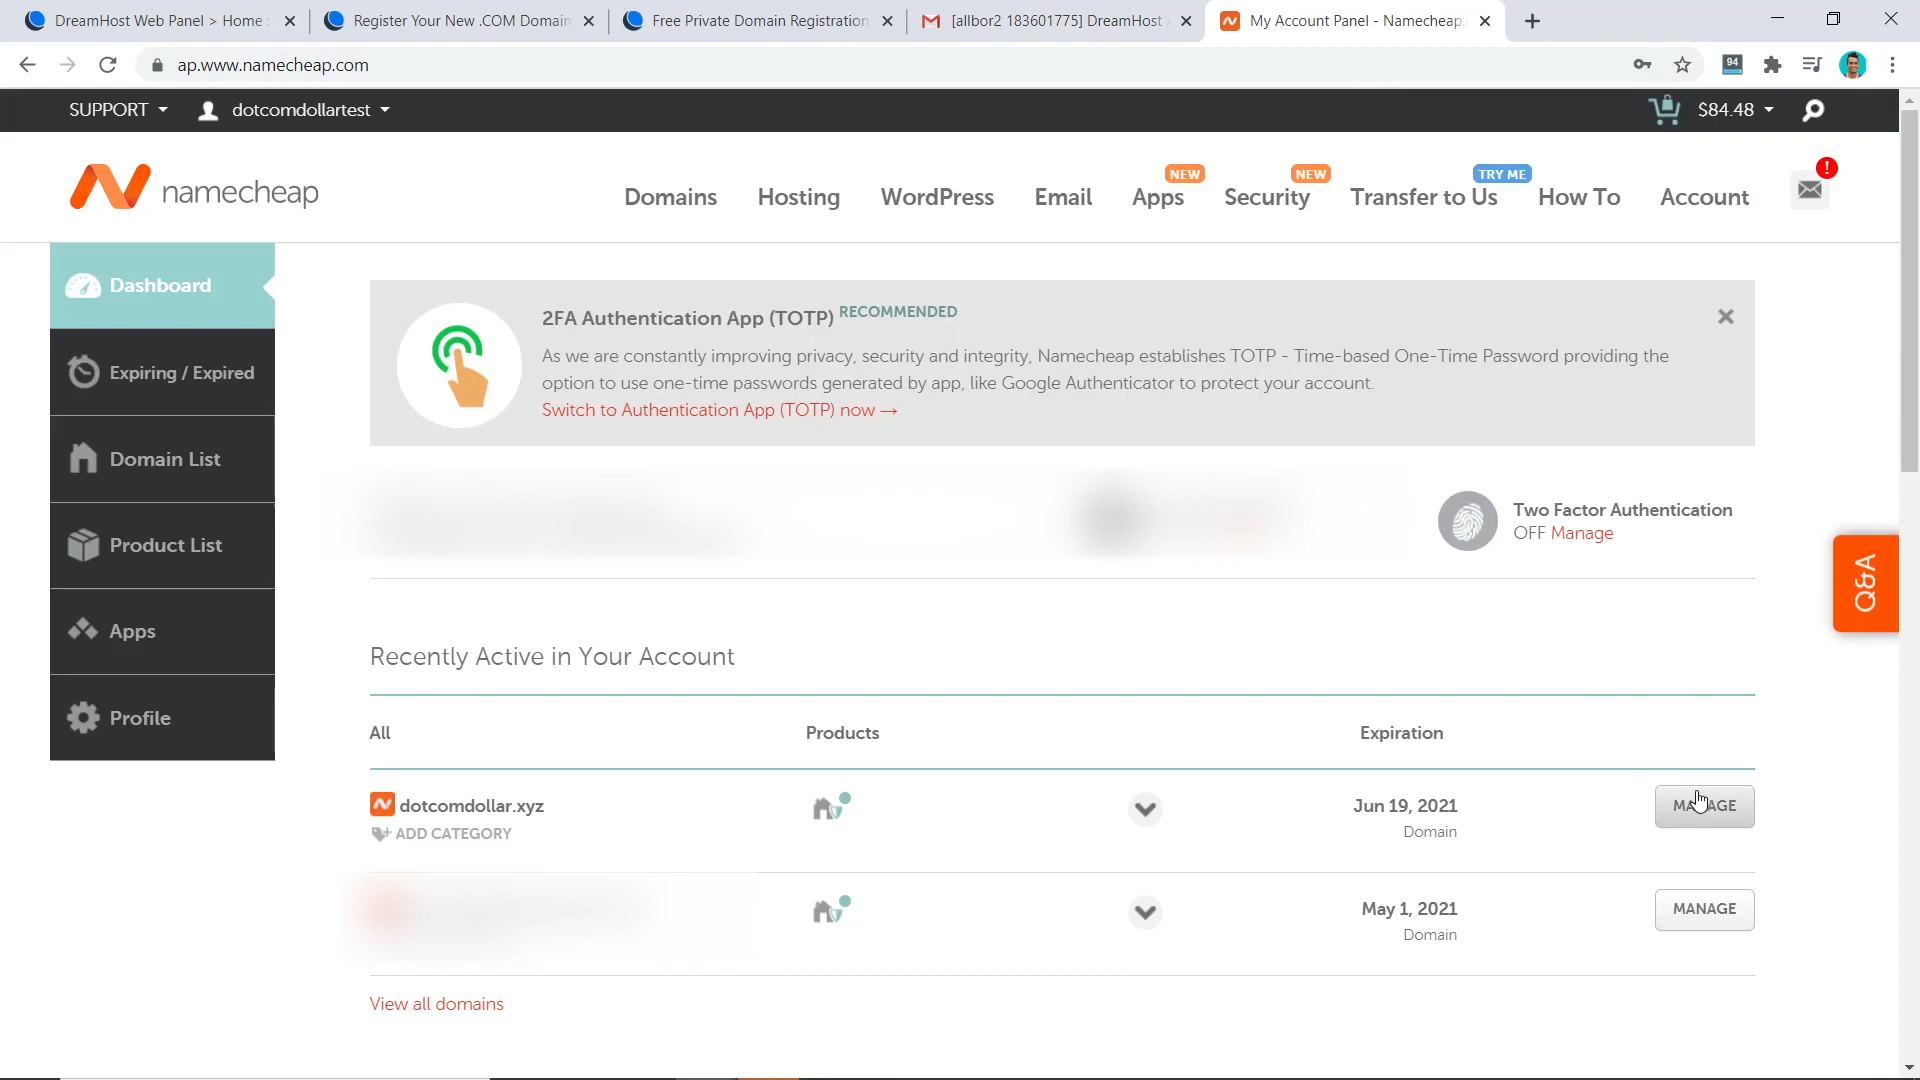 DreamHost Web Panel > Home
Register Your New .COM Domain
Free Private Domain Registration
[allbor2 183601775] DreamHost
My Account Panel - Namecheap.
ap.www.namecheap.com
94
SUPPORT
dotcomdollartest
$84.48
namecheap
Domains
Hosting
WordPress
Email
NEW
Apps
NEW
Security
TRY ME
Transfer to Us
How To
Account
!
Dashboard
Expiring / Expired
Domain List
Product List
Apps
Profile
2FA Authentication App (TOTP) RECOMMENDED
As we are constantly improving privacy, security and integrity, Namecheap establishes TOTP - Time-based One-Time Password providing the
option to use one-time passwords generated by app, like Google Authenticator to protect your account.
Switch to Authentication App (TOTP) now →
Two Factor Authentication
OFF Manage
Q&A
Recently Active in Your Account
All
Products
Expiration
dotcomdollar.xyz
ADD CATEGORY
Jun 19, 2021
Domain
MANAGE
May 1, 2021
Domain
MANAGE
View all domains